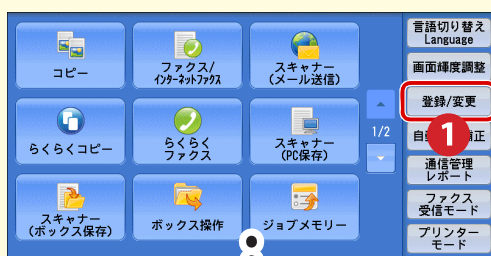 コピー
ファクス/
インターネットファクス
スキャナー
(メール送信)
らくらくコピー
らくらく
ファクス
スキャナー
(PC保存)
スキャナー
(ボックス保存)
ボックス操作
ジョブメモリー
1/2
言語切り替え
Language
画面輝度調整
登録/変更
1
通信管理
レポート
ファクス
受信モード
プリンター
モード